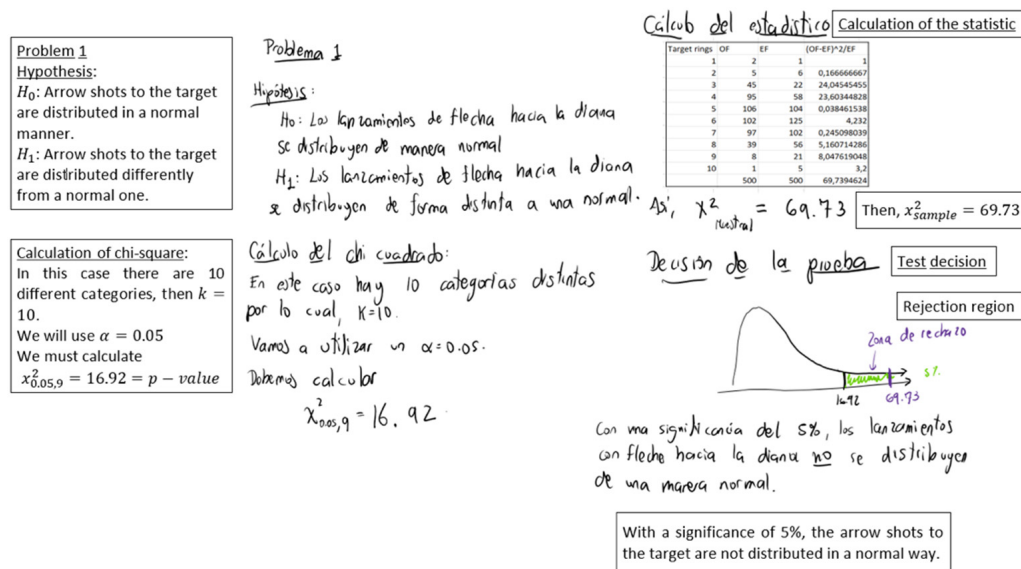 Problem 1
Hypothesis:
H₀: Arrow shots to the target
are distributed in a normal
manner.
H₁: Arrow shots to the target
are distributed differently
from a normal one.
Calculation of chi-square:
In this case there are 10
different categories, then k =
10.
We will use α = 0.05
We must calculate
x²₀.₀₅,₉ = 16.92 = p − value
Problema 1
Hipótesis:
H₀: Los lanzamientos de flecha hacia la diana
se distribuyen de manera normal
H₁: Los lanzamientos de flecha hacia la diana
se distribuyen de forma distinta a una normal.
Cálculo del chi cuadrado:
En este caso hay 10 categorías distintas
por lo cual, K=10.
Vamos a utilizar un α=0.05.
Debemos calcular
χ²₀.₀₅,₉ = 16.92
Cálculo del estadístico
Calculation of the statistic
Target rings OF EF (OF-EF)^2/EF
1 2 1 1
2 5 6 0,166666667
3 45 22 24,04545455
4 95 58 23,60344828
5 106 104 0,038461538
6 102 125 4,232
7 97 102 0,245098039
8 39 56 5,160714286
9 8 21 8,047619048
10 1 5 3,2
500 500 69,7394624
Así, χ² muestral = 69.73
Then, x²sample = 69.73
Decisión de la prueba
Test decision
Rejection region
Zona de rechazo
5%
16.92 69.73
Con una significancia del 5%, los lanzamientos
con fleche hacia la diana no se distribuyen
de una manera normal.
With a significance of 5%, the arrow shots to
the target are not distributed in a normal way.